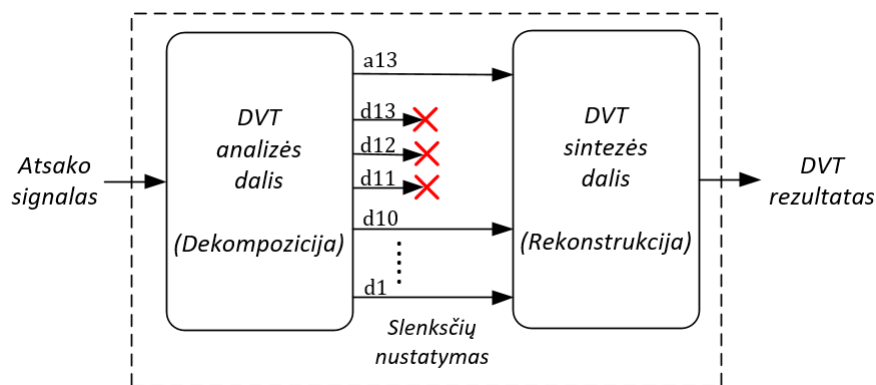 Atsako
signalas
DVT
analizės
dalis
(Dekompozicija)
a13
d13
d12
d11
d10
d1
Slenksčių
nustatymas
DVT
sintezės
dalis
(Rekonstrukcija)
DVT
rezultatas